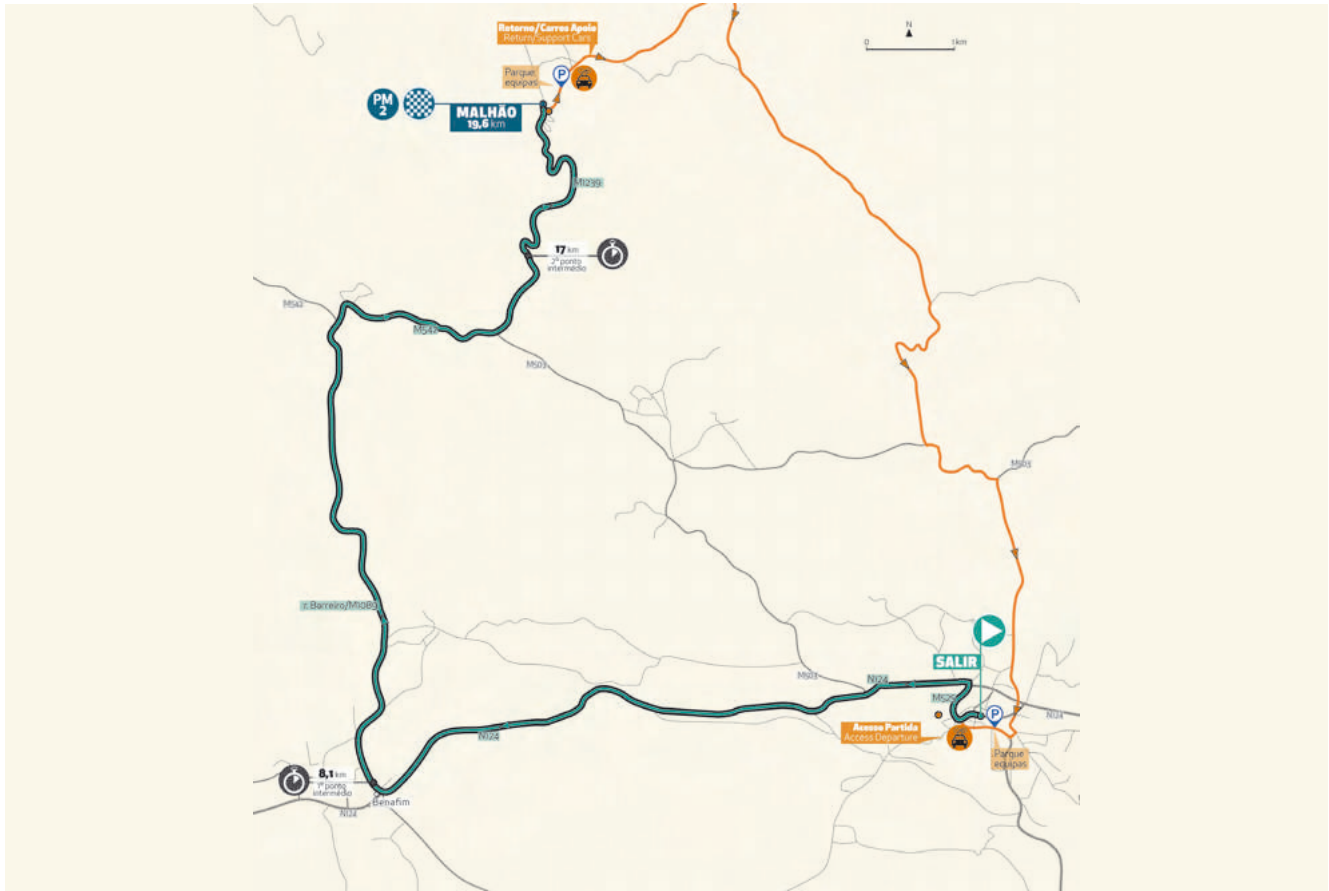 Retorno/Carros Apoio
Return/Support Cars
N
0
1km
Parque
equipas
P
PM
2
MALHÃO
19,6 km
M1239
17 km
2º ponto
intermédio
M542
M542
M503
M503
r. Barreiro/M1089
SALIR
M503
N124
M525
N124
P
Acesso Partida
Access Departure
Parque
equipas
N124
8,1 km
1º ponto
intermédio
Benafim
N124